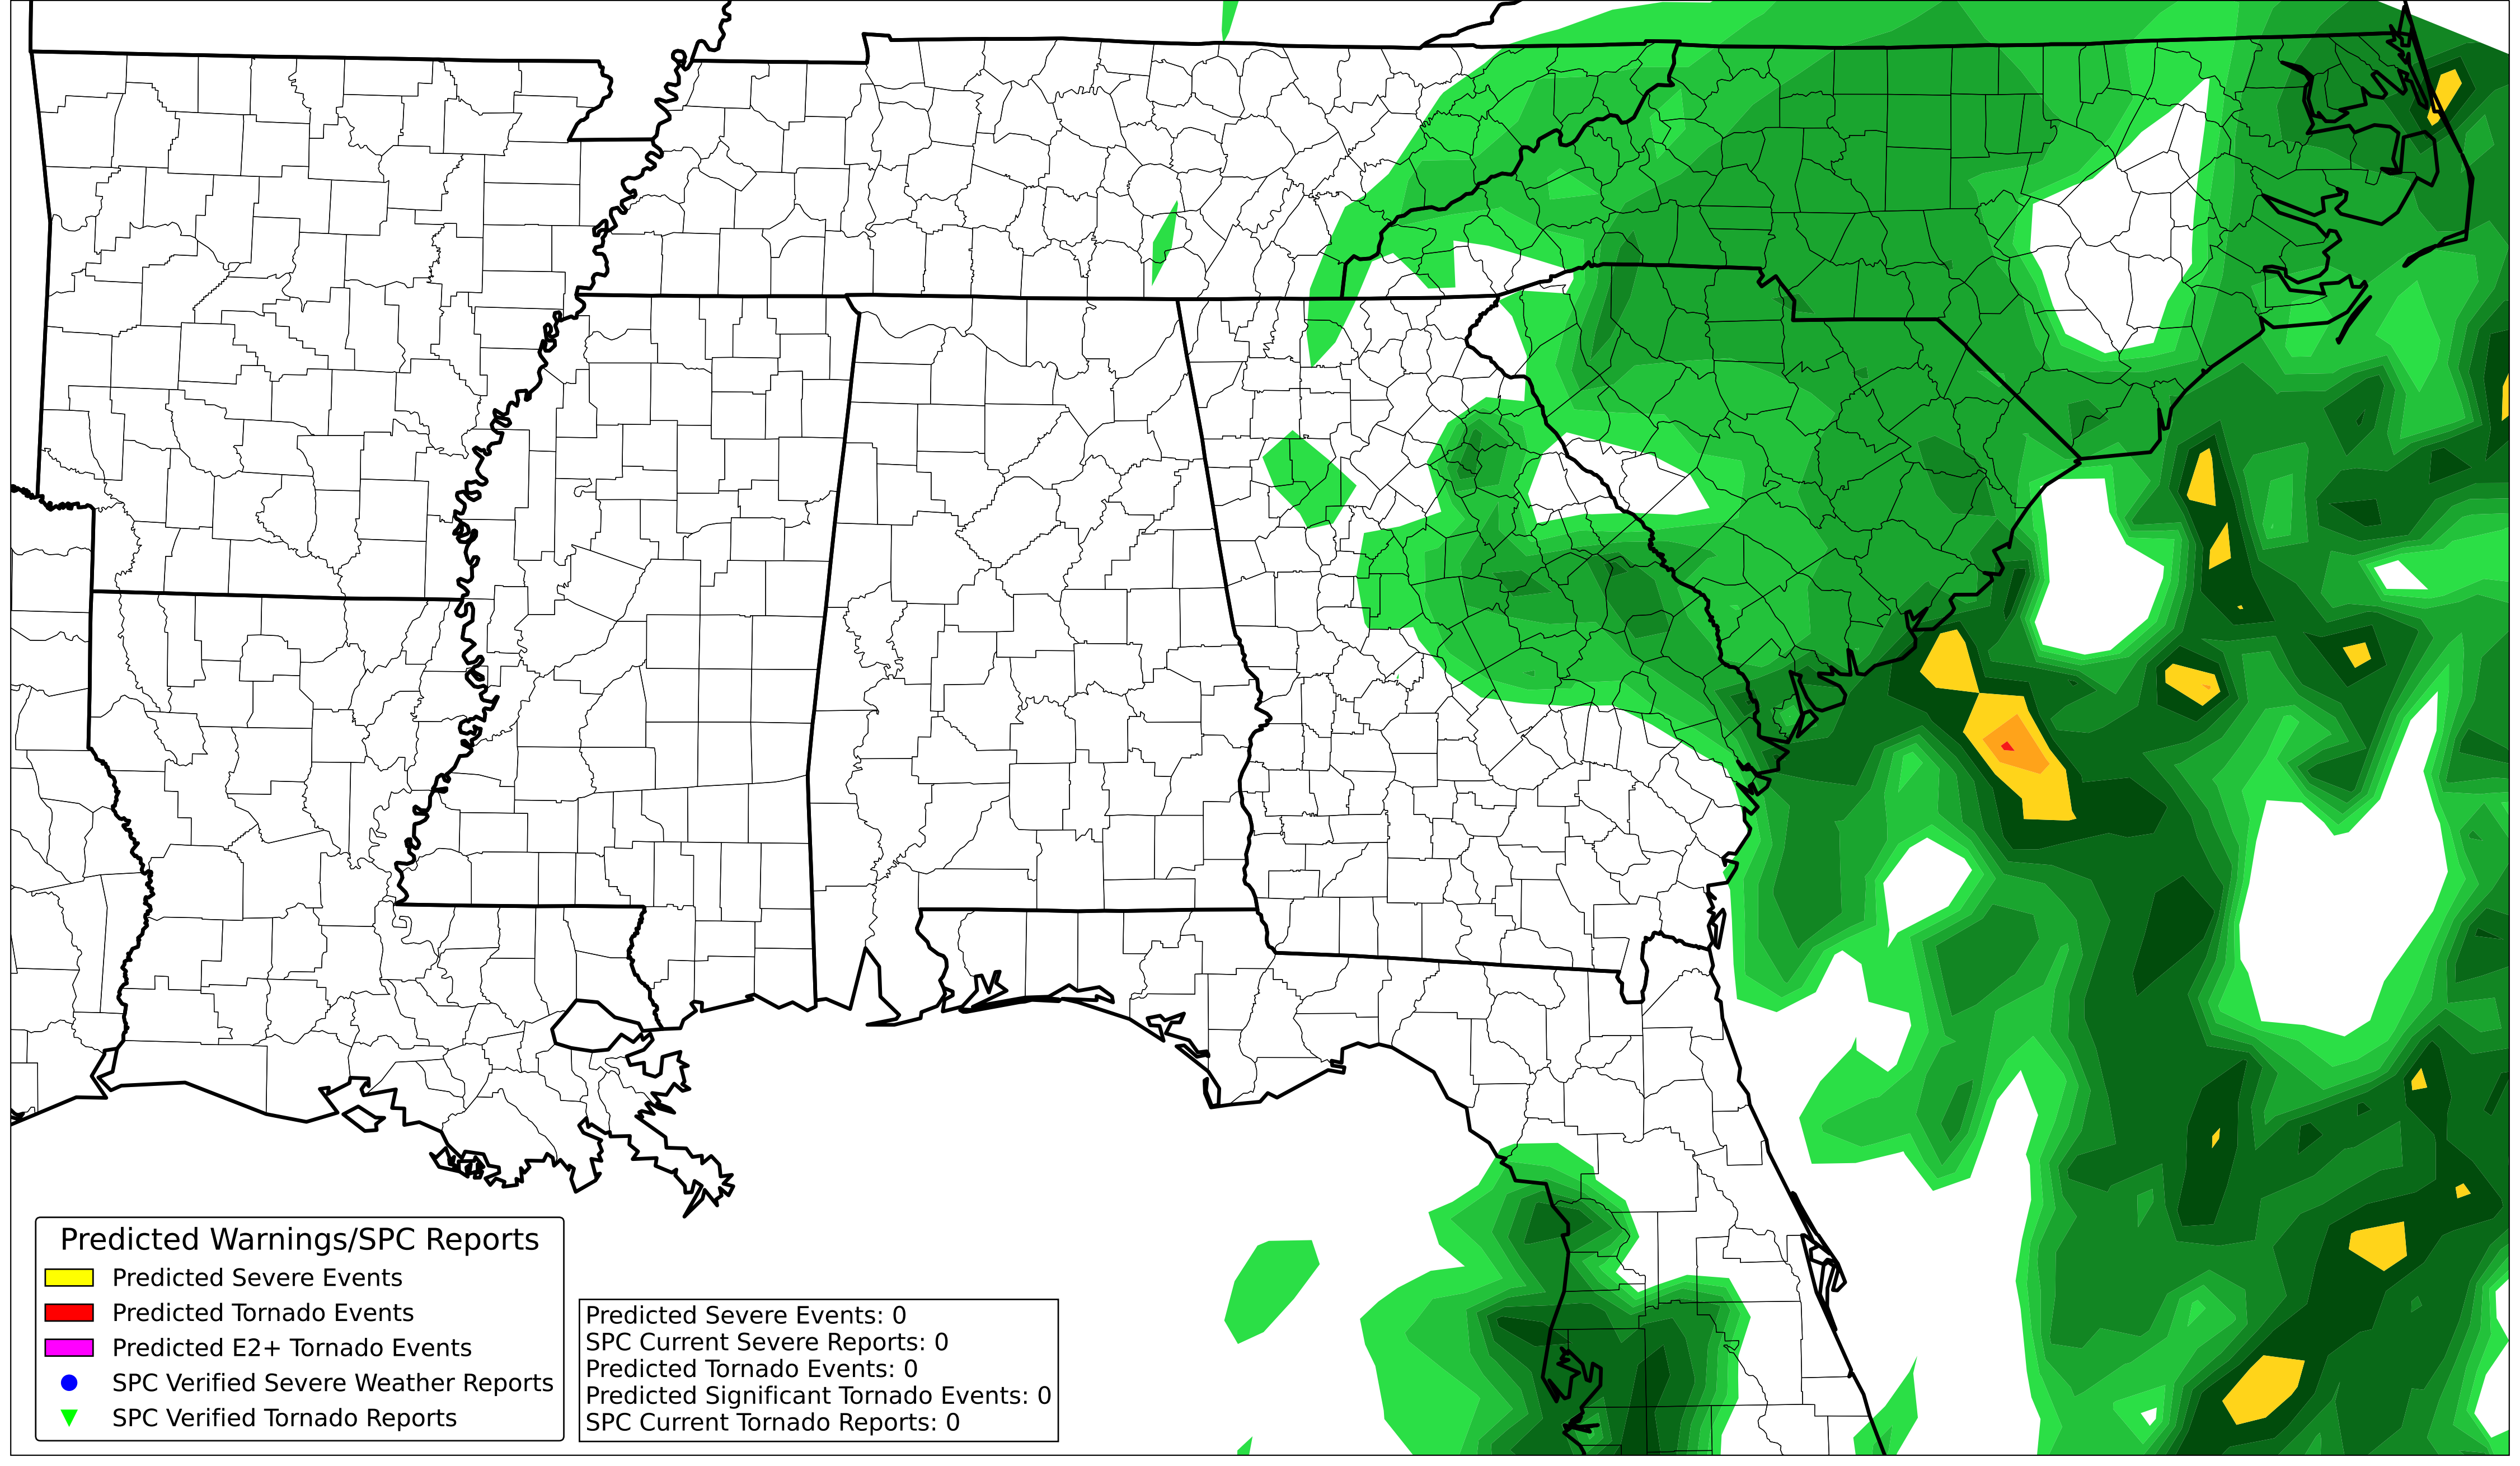 Predicted Warnings/SPC Reports
Predicted Severe Events
Predicted Tornado Events
Predicted E2+ Tornado Events
SPC Verified Severe Weather Reports
SPC Verified Tornado Reports
Predicted Severe Events: 0
SPC Current Severe Reports: 0
Predicted Tornado Events: 0
Predicted Significant Tornado Events: 0
SPC Current Tornado Reports: 0